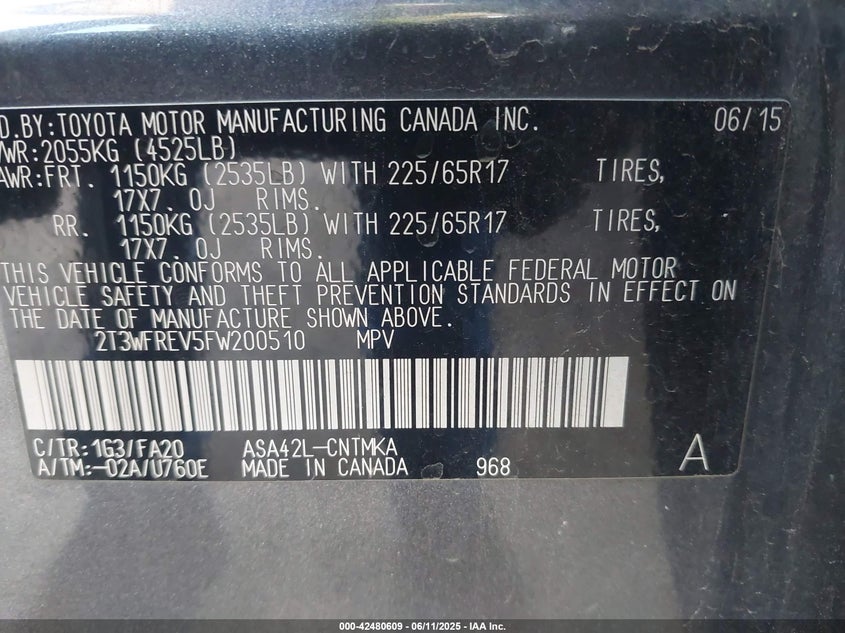 D.BY:TOYOTA MOTOR MANUFACTURING CANADA INC. 06/15
WR:2055KG (4525LB)
AWR:FRT. 1150KG (2535LB) WITH 225/65R17 TIRES,
17X7.0J RIMS.
RR. 1150KG (2535LB) WITH 225/65R17 TIRES,
17X7.0J RIMS.
THIS VEHICLE CONFORMS TO ALL APPLICABLE FEDERAL MOTOR
VEHICLE SAFETY AND THEFT PREVENTION STANDARDS IN EFFECT ON
THE DATE OF MANUFACTURE SHOWN ABOVE.
2T3WFREV5FW200510 MPV
C/TR:1G3/FA20 ASA42L-CNTMKA
A/TM:-02A/U760E MADE IN CANADA 968 A
000-42480609 - 06/11/2025 - IAA Inc.